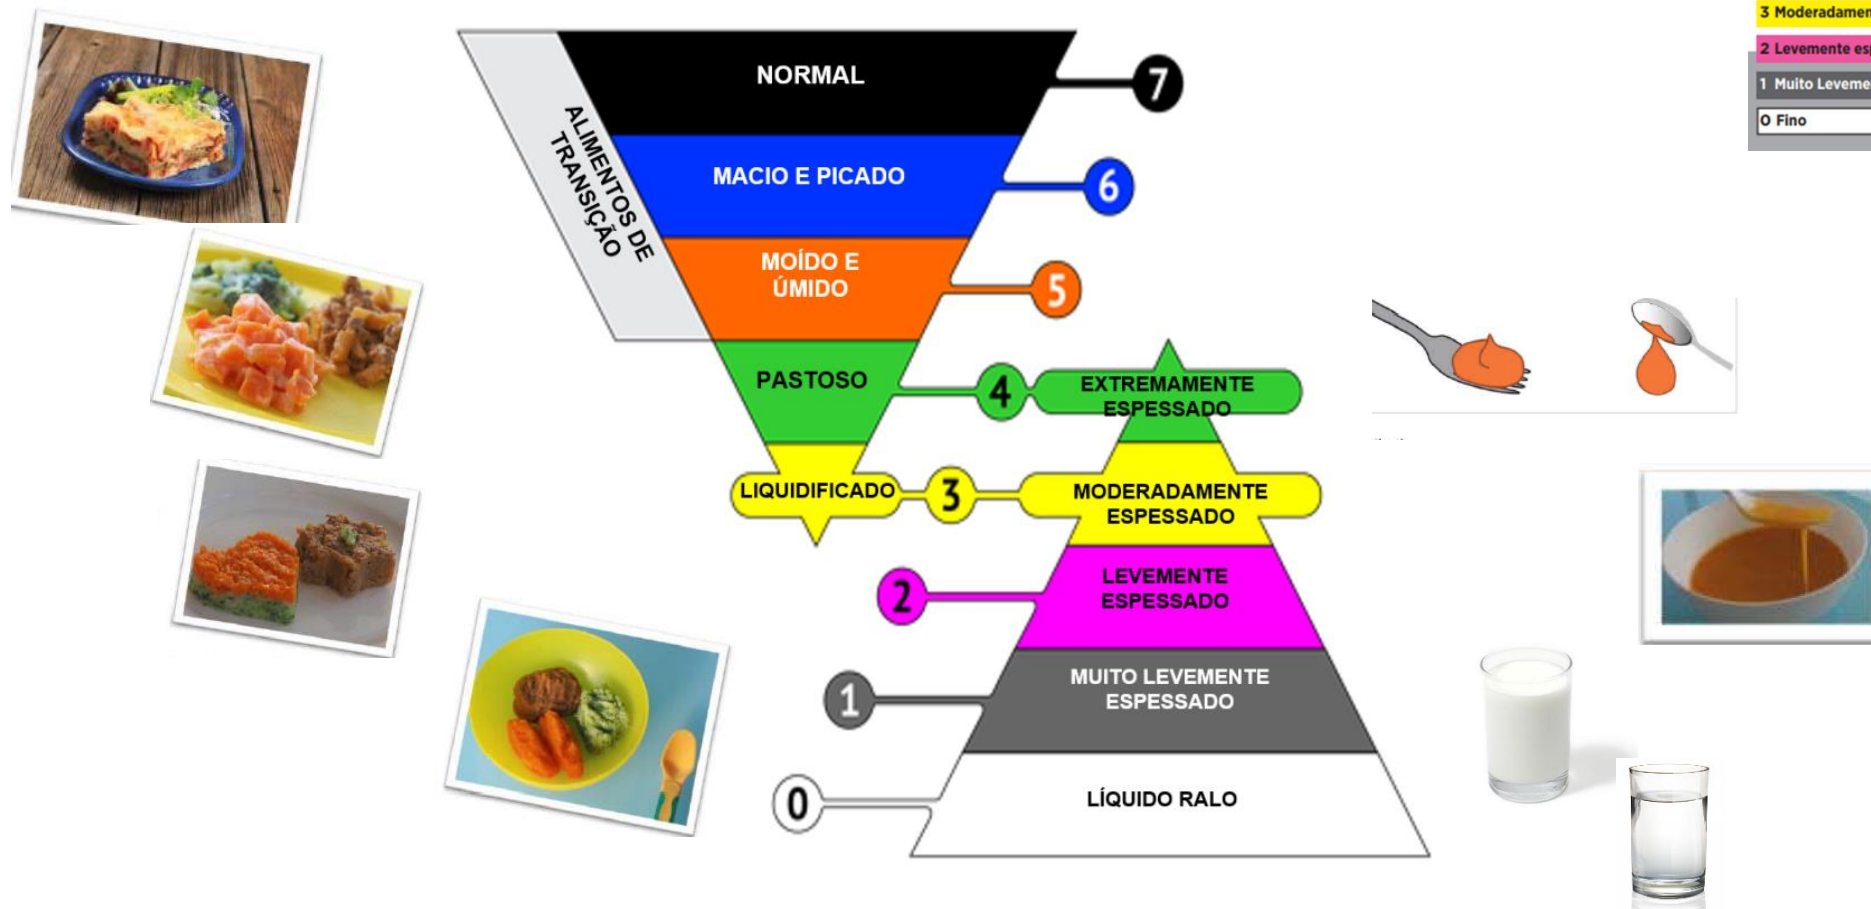 3 Moderadamen
2 Levemente es
1 Muito Leveme
0 Fino
ALIMENTOS DE
TRANSIÇÃO
NORMAL
7
MACIO E PICADO
6
MOÍDO E
ÚMIDO
5
PASTOSO
4
EXTREMAMENTE
ESPESSADO
LIQUIDIFICADO
3
MODERADAMENTE
ESPESSADO
2
LEVEMENTE
ESPESSADO
1
MUITO LEVEMENTE
ESPESSADO
0
LÍQUIDO RALO